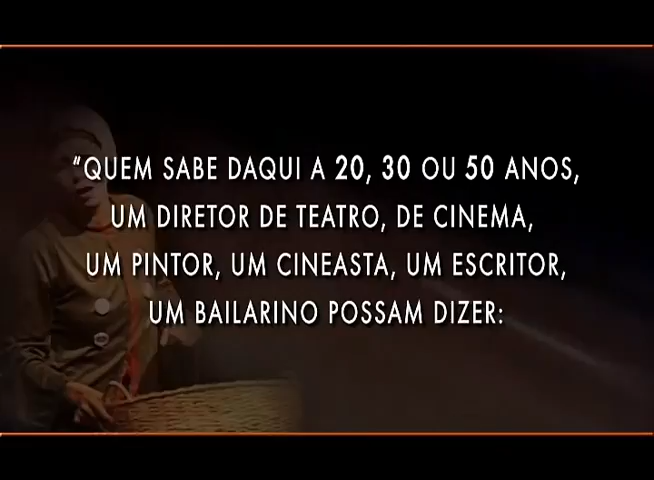 “QUEM SABE DAQUI A 20, 30 OU 50 ANOS,
UM DIRETOR DE TEATRO, DE CINEMA,
UM PINTOR, UM CINEASTA, UM ESCRITOR,
UM BAILARINO POSSAM DIZER: